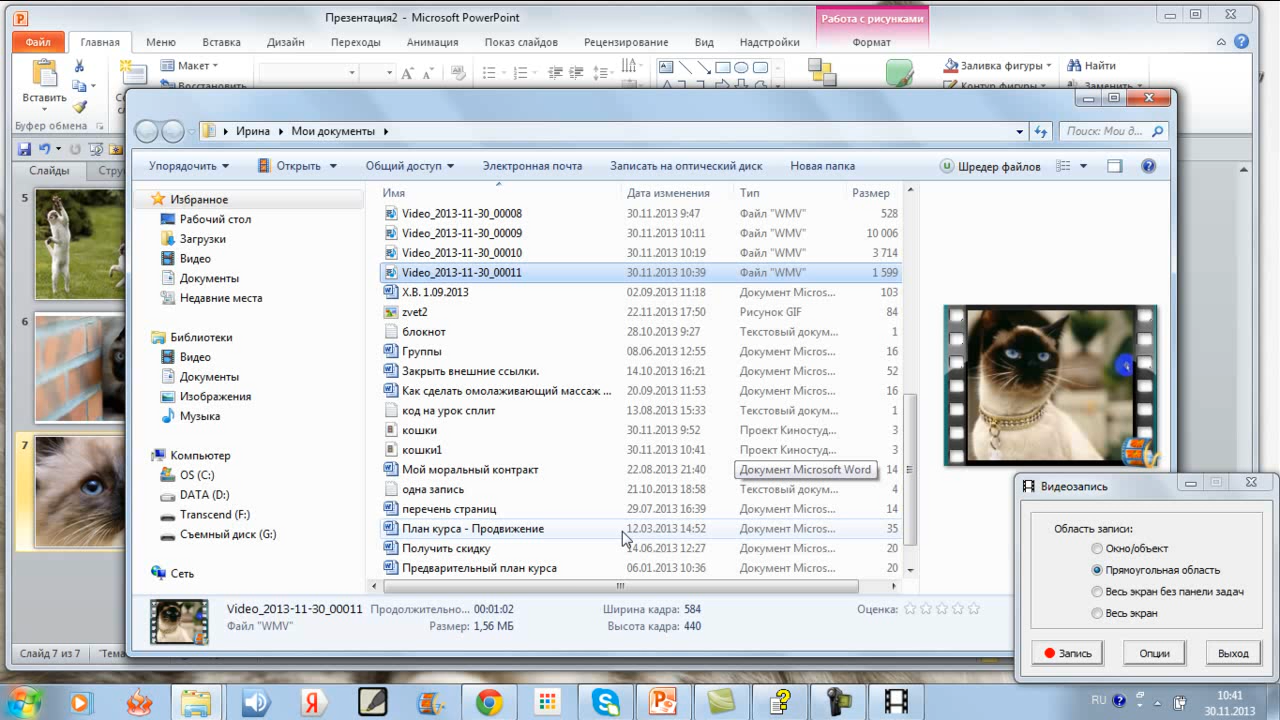 Презентация2 - Microsoft PowerPoint
Работа с рисунками
Файл Главная Меню Вставка Дизайн Переходы Анимация Показ слайдов Рецензирование Вид Надстройки Формат
Вставить
Макет
Заливка фигуры
Найти
Буфер обмена
Ирина Мои документы
Поиск: Мои д...
Упорядочить Открыть Общий доступ Электронная почта Записать на оптический диск Новая папка Шредер файлов
Слайды
5
6
7
Избранное
Рабочий стол
Загрузки
Видео
Документы
Недавние места
Библиотеки
Видео
Документы
Изображения
Музыка
Компьютер
OS (C:)
DATA (D:)
Transcend (F:)
Съемный диск (G:)
Сеть
Имя Дата изменения Тип Размер
Video_2013-11-30_00008 30.11.2013 9:47 Файл "WMV" 528
Video_2013-11-30_00009 30.11.2013 10:11 Файл "WMV" 10 006
Video_2013-11-30_00010 30.11.2013 10:19 Файл "WMV" 3 714
Video_2013-11-30_00011 30.11.2013 10:39 Файл "WMV" 1 599
Х.В. 1.09.2013 02.09.2013 11:18 Документ Micros... 103
zvet2 22.11.2013 17:50 Рисунок GIF 84
блокнот 28.10.2013 9:27 Текстовый докум... 1
Группы 08.06.2013 12:55 Документ Micros... 16
Закрыть внешние ссылки. 14.10.2013 16:21 Документ Micros... 52
Как сделать омолаживающий массаж ... 20.09.2013 11:53 Документ Micros... 16
код на урок сплит 13.08.2013 15:33 Текстовый докум... 1
кошки 30.11.2013 9:52 Проект Киностуд... 3
кошки1 30.11.2013 10:41 Проект Киностуд... 3
Мой моральный контракт 22.08.2013 21:40 Документ Microsoft Word 14
одна запись 21.10.2013 18:58 Текстовый докум... 4
перечень страниц 29.07.2013 16:39 Документ Micros... 14
План курса - Продвижение 12.03.2013 14:52 Документ Micros... 35
Получить скидку 14.06.2013 12:27 Документ Micros... 20
Предварительный план курса 06.01.2013 10:36 Документ Micros... 20
Video_2013-11-30_00011 Продолжительно... 00:01:02 Ширина кадра: 584 Оценка:
Файл "WMV" Размер: 1,56 МБ Высота кадра: 440
Видеозапись
Область записи:
Окно/объект
Прямоугольная область
Весь экран без панели задач
Весь экран
Запись Опции Выход
Слайд 7 из 7
RU
10:41
30.11.2013